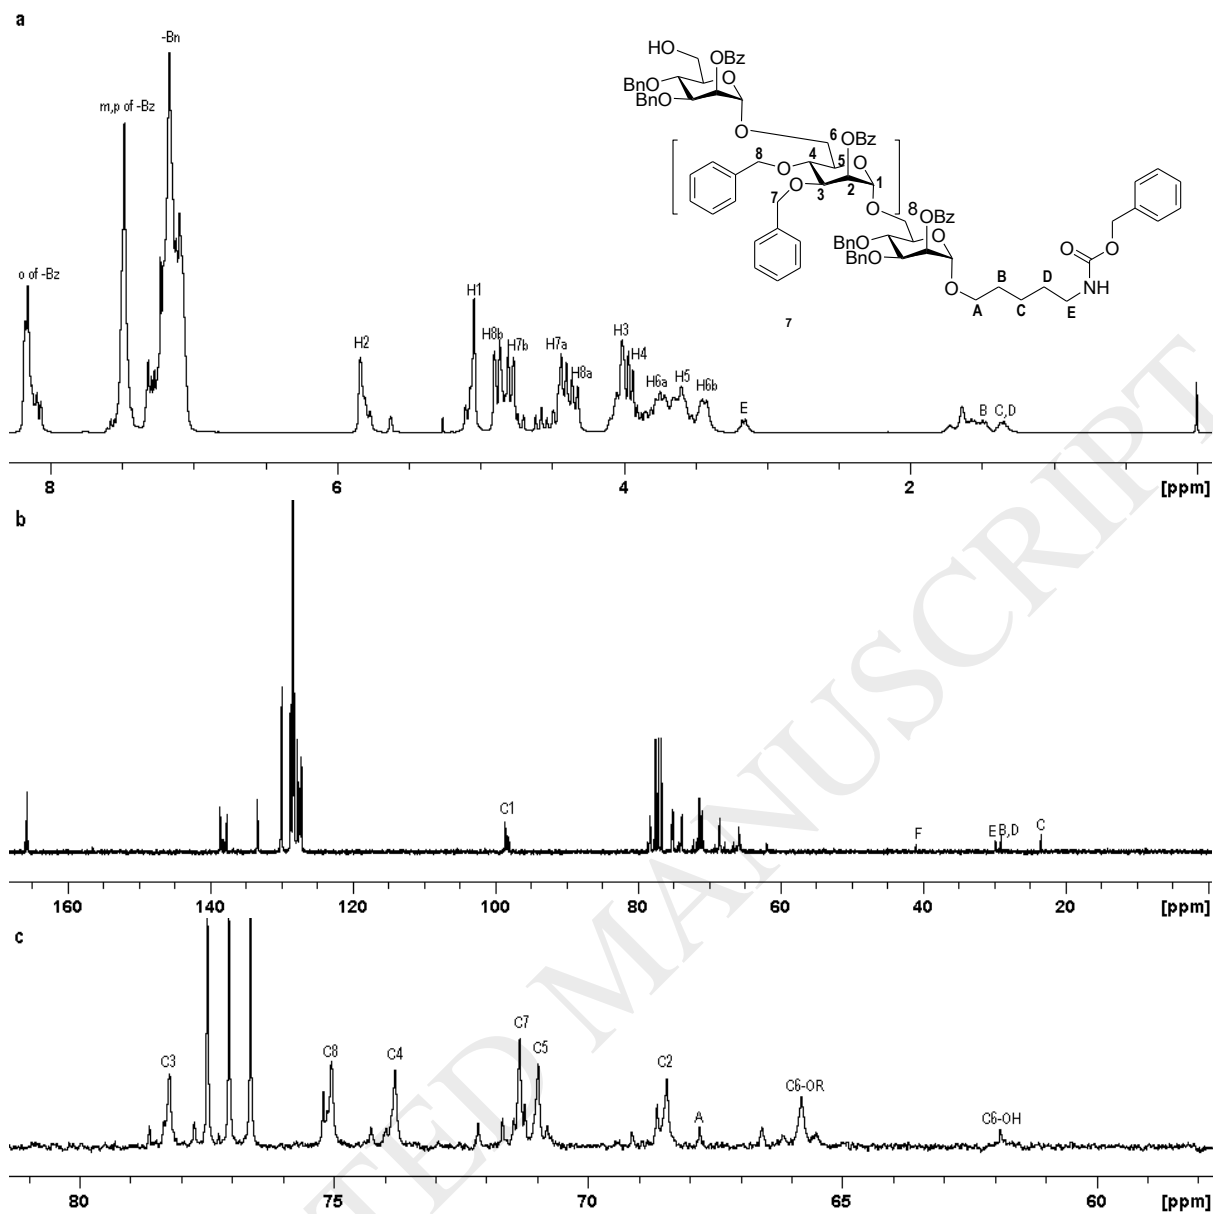 a
-Bn
m,p of -Bz
o of -Bz
H2
H1
H8b
H7b
H7a
H8a
H3
H4
H6a
H5
H6b
E
B
C,D
HO
OBz
O
BnO
BnO
O
6
OBz
8
4
5
O
O
1
2
3
O
7
O
8
OBz
O
BnO
BnO
O
A
B
C
D
E
NH
O
O
7
8
6
4
2
[ppm]
b
C1
F
E
B,D
C
160
140
120
100
80
60
40
20
[ppm]
c
C3
C8
C4
C7
C5
C2
A
C6-OR
C6-OH
80
75
70
65
60
[ppm]
TED MANUSCRIPT